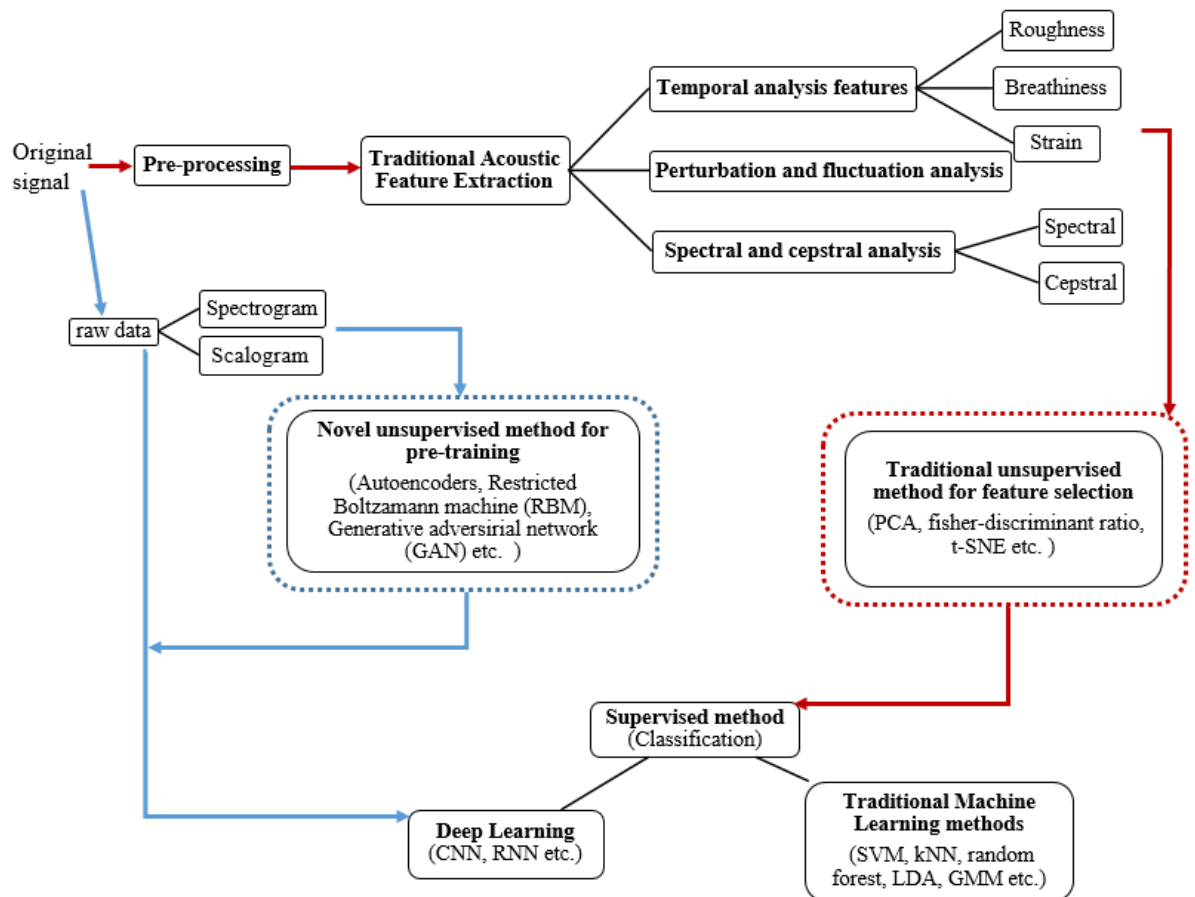 Roughness
Temporal analysis features
Breathiness
Strain
Original
signal
Pre-processing
Traditional Acoustic
Feature Extraction
Perturbation and fluctuation analysis
Spectral and cepstral analysis
Spectral
Cepstral
raw data
Spectrogram
Scalogram
Novel unsupervised method for
pre-training
(Autoencoders, Restricted
Boltzamann machine (RBM),
Generative adversirial network
(GAN) etc.  )
Traditional unsupervised
method for feature selection
(PCA, fisher-discriminant ratio,
t-SNE etc. )
Supervised method
(Classification)
Deep Learning
(CNN, RNN etc.)
Traditional Machine
Learning methods
(SVM, kNN, random
forest, LDA, GMM etc.)